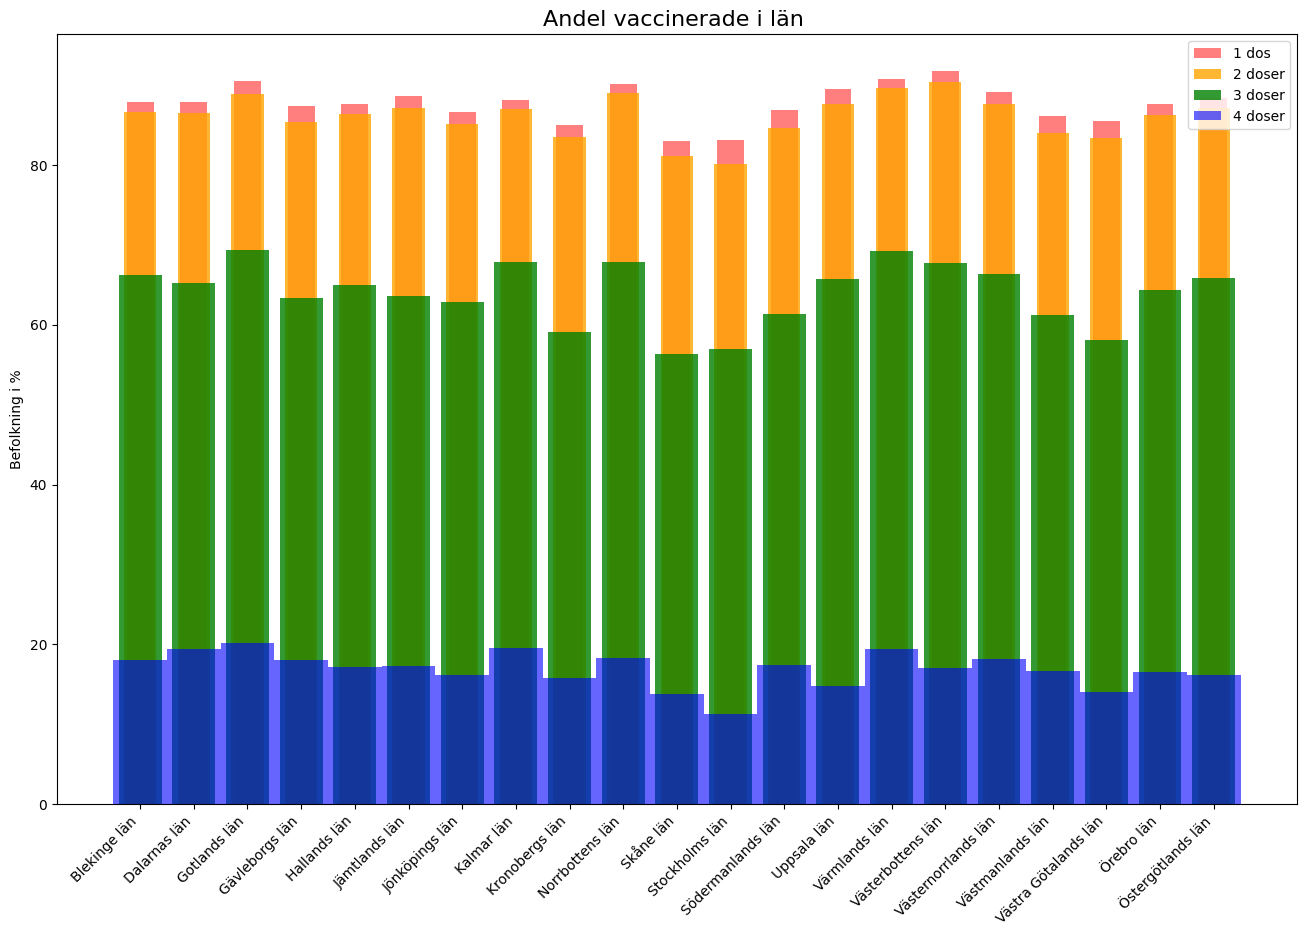 Andel vaccinerade i län
1 dos
2 doser
3 doser
4 doser
Befolkning i %
80
60
40
20
0
Blekinge län
Dalarnas län
Gotlands län
Gävleborgs län
Hallands län
Jämtlands län
Jönköpings län
Kalmar län
Kronobergs län
Norrbottens län
Skåne län
Stockholms län
Södermanlands län
Uppsala län
Värmlands län
Västerbottens län
Västernorrlands län
Västmanlands län
Västra Götalands län
Örebro län
Östergötlands län